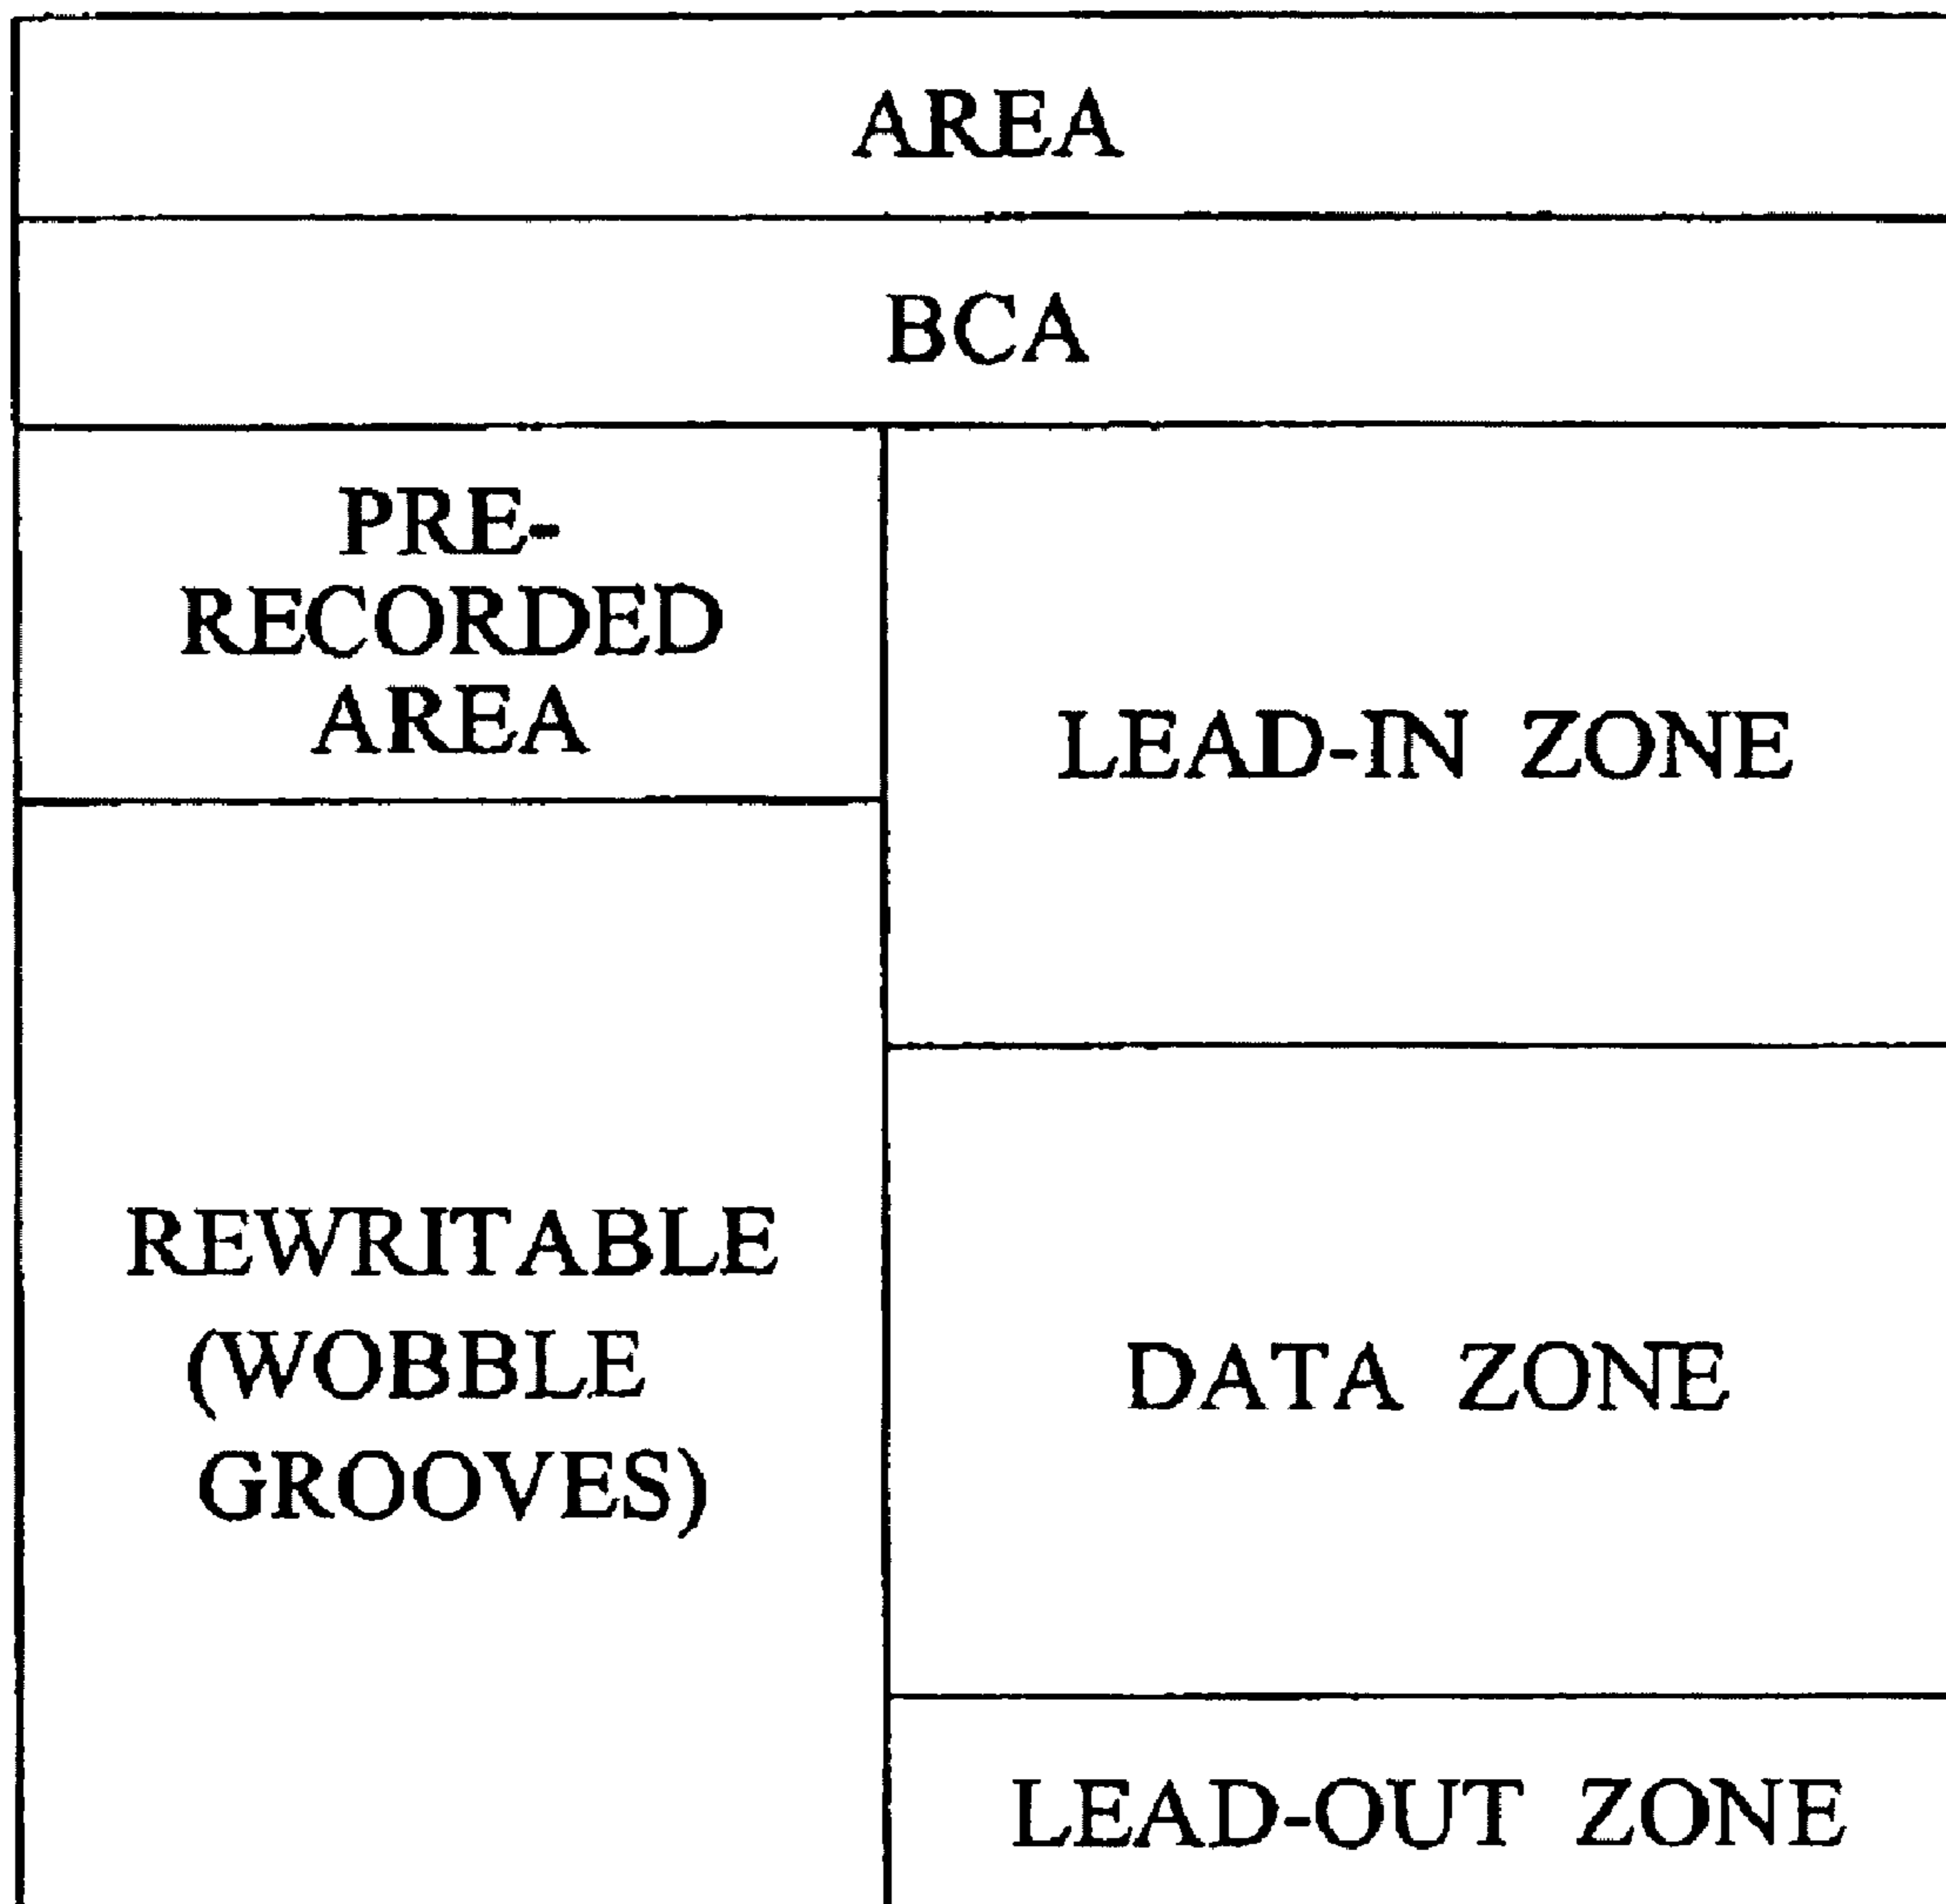 AREA
BCA
PRE-
RECORDED
AREA
LEAD-IN ZONE
REWRITABLE
(WOBBLE
GROOVES)
DATA ZONE
LEAD-OUT ZONE